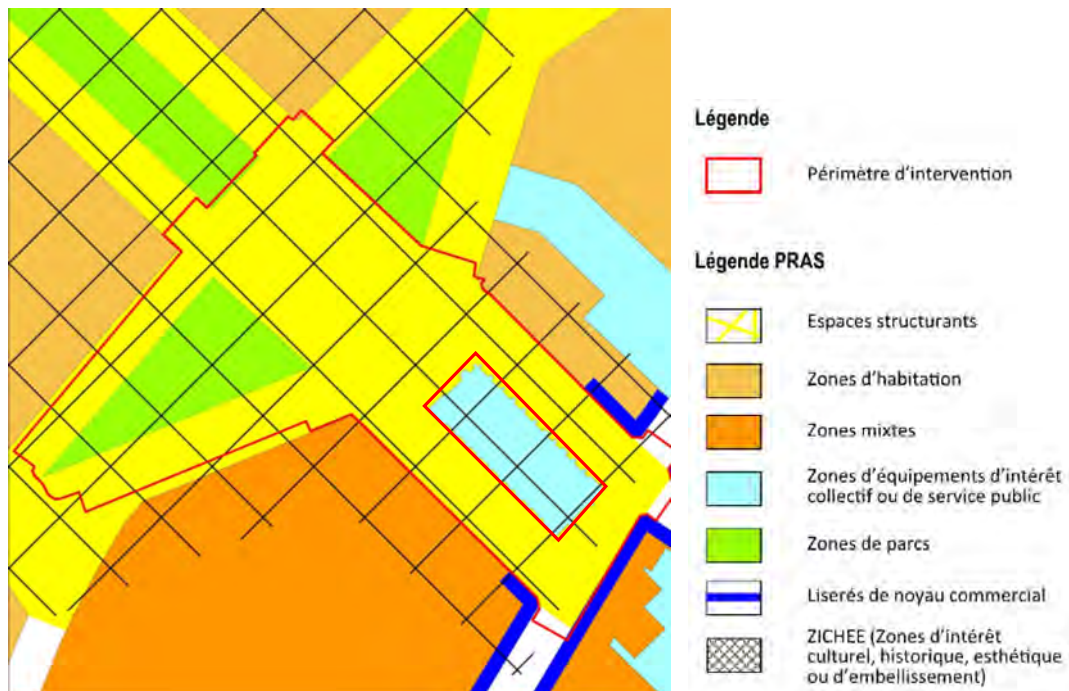 Légende
Périmètre d'intervention
Légende PRAS
Espaces structurants
Zones d'habitation
Zones mixtes
Zones d'équipements d'intérêt
collectif ou de service public
Zones de parcs
Liserés de noyau commercial
ZICHEE (Zones d'intérêt
culturel, historique, esthétique
ou d'embellissement)